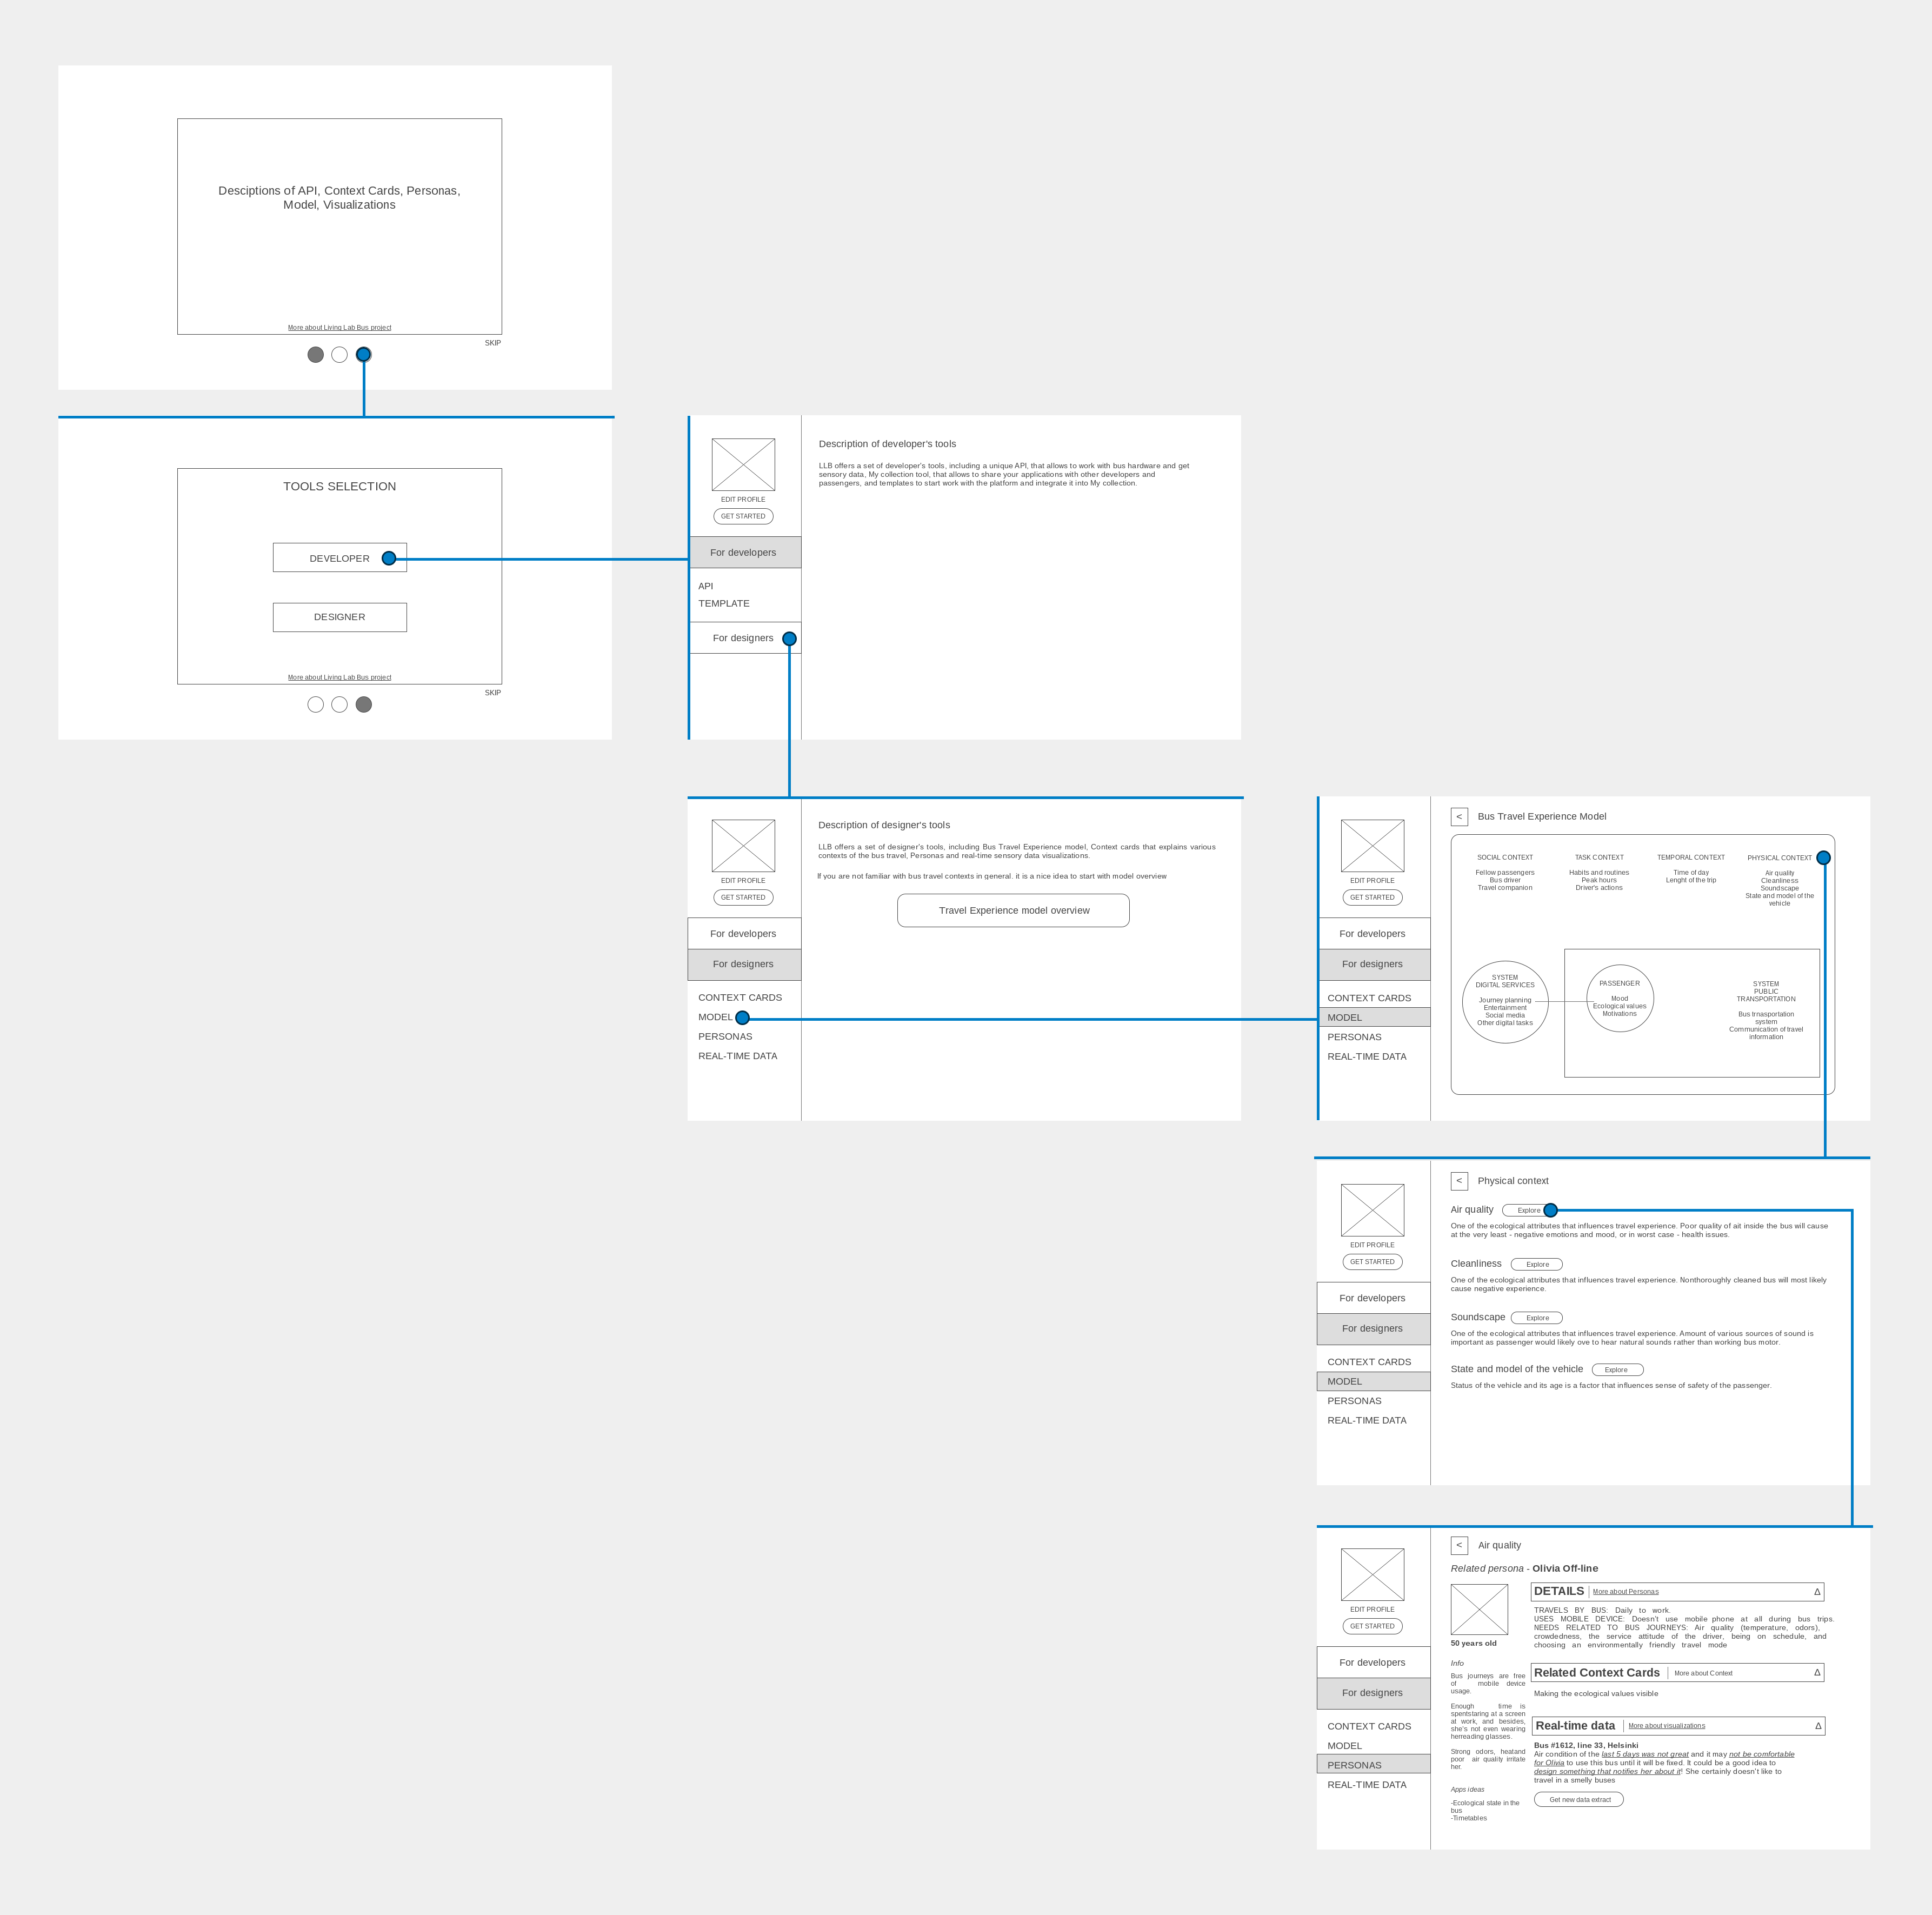 Desciptions of API, Context Cards, Personas,
Model, Visualizations
More about Living Lab Bus project
SKIP
TOOLS SELECTION
DEVELOPER
DESIGNER
More about Living Lab Bus project
SKIP
EDIT PROFILE
GET STARTED
For developers
API
TEMPLATE
For designers
Description of developer's tools
LLB offers a set of developer's tools, including a unique API, that allows to work with bus hardware and get
sensory data, My collection tool, that allows to share your applications with other developers and
passengers, and templates to start work with the platform and integrate it into My collection.
EDIT PROFILE
GET STARTED
For developers
For designers
CONTEXT CARDS
MODEL
PERSONAS
REAL-TIME DATA
Description of designer's tools
LLB offers a set of designer's tools, including Bus Travel Experience model, Context cards that explains various
contexts of the bus travel, Personas and real-time sensory data visualizations.
If you are not familiar with bus travel contexts in general. it is a nice idea to start with model overview
Travel Experience model overview
EDIT PROFILE
GET STARTED
For developers
For designers
CONTEXT CARDS
MODEL
PERSONAS
REAL-TIME DATA
< Bus Travel Experience Model
SOCIAL CONTEXT
Fellow passengers
Bus driver
Travel companion
TASK CONTEXT
Habits and routines
Peak hours
Driver's actions
TEMPORAL CONTEXT
Time of day
Lenght of the trip
PHYSICAL CONTEXT
Air quality
Cleanliness
Soundscape
State and model of the
vehicle
SYSTEM
DIGITAL SERVICES
Journey planning
Entertainment
Social media
Other digital tasks
PASSENGER
Mood
Ecological values
Motivations
SYSTEM
PUBLIC
TRANSPORTATION
Bus trnasportation
system
Communication of travel
information
EDIT PROFILE
GET STARTED
For developers
For designers
CONTEXT CARDS
MODEL
PERSONAS
REAL-TIME DATA
< Physical context
Air quality Explore
One of the ecological attributes that influences travel experience. Poor quality of ait inside the bus will cause
at the very least - negative emotions and mood, or in worst case - health issues.
Cleanliness Explore
One of the ecological attributes that influences travel experience. Nonthoroughly cleaned bus will most likely
cause negative experience.
Soundscape Explore
One of the ecological attributes that influences travel experience. Amount of various sources of sound is
important as passenger would likely ove to hear natural sounds rather than working bus motor.
State and model of the vehicle Explore
Status of the vehicle and its age is a factor that influences sense of safety of the passenger.
EDIT PROFILE
GET STARTED
For developers
For designers
CONTEXT CARDS
MODEL
PERSONAS
REAL-TIME DATA
< Air quality
Related persona - Olivia Off-line
50 years old
Info
Bus journeys are free
of mobile device
usage.
Enough time is
spentstaring at a screen
at work, and besides,
she's not even wearing
herreading glasses.
Strong odors, heatand
poor air quality irritate
her.
Apps ideas
-Ecological state in the
bus
-Timetables
DETAILS More about Personas Δ
TRAVELS BY BUS: Daily to work.
USES MOBILE DEVICE: Doesn't use mobile phone at all during bus trips.
NEEDS RELATED TO BUS JOURNEYS: Air quality (temperature, odors),
crowdedness, the service attitude of the driver, being on schedule, and
choosing an environmentally friendly travel mode
Related Context Cards More about Context Δ
Making the ecological values visible
Real-time data More about visualizations Δ
Bus #1612, line 33, Helsinki
Air condition of the last 5 days was not great and it may not be comfortable
for Olivia to use this bus until it will be fixed. It could be a good idea to
design something that notifies her about it! She certainly doesn't like to
travel in a smelly buses
Get new data extract